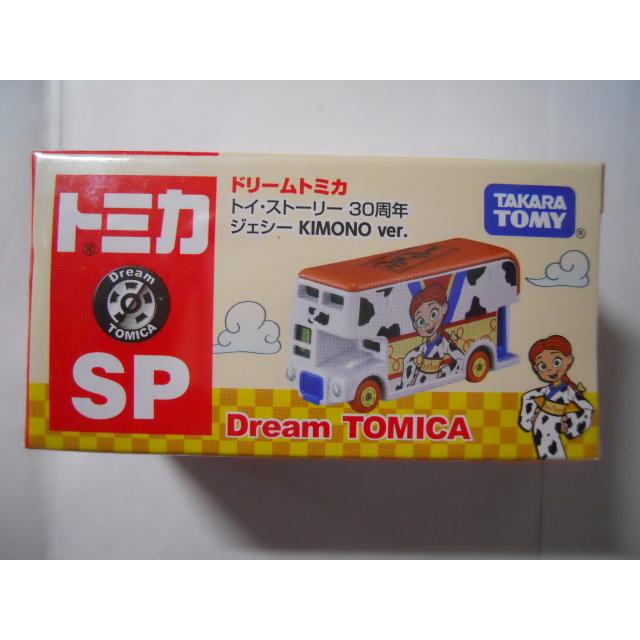 トミカ
Dream
TOMICA
SP
ドリームトミカ
トイ・ストーリー 30周年
ジェシー KIMONO ver.
TAKARA
TOMY
®
Dream TOMICA